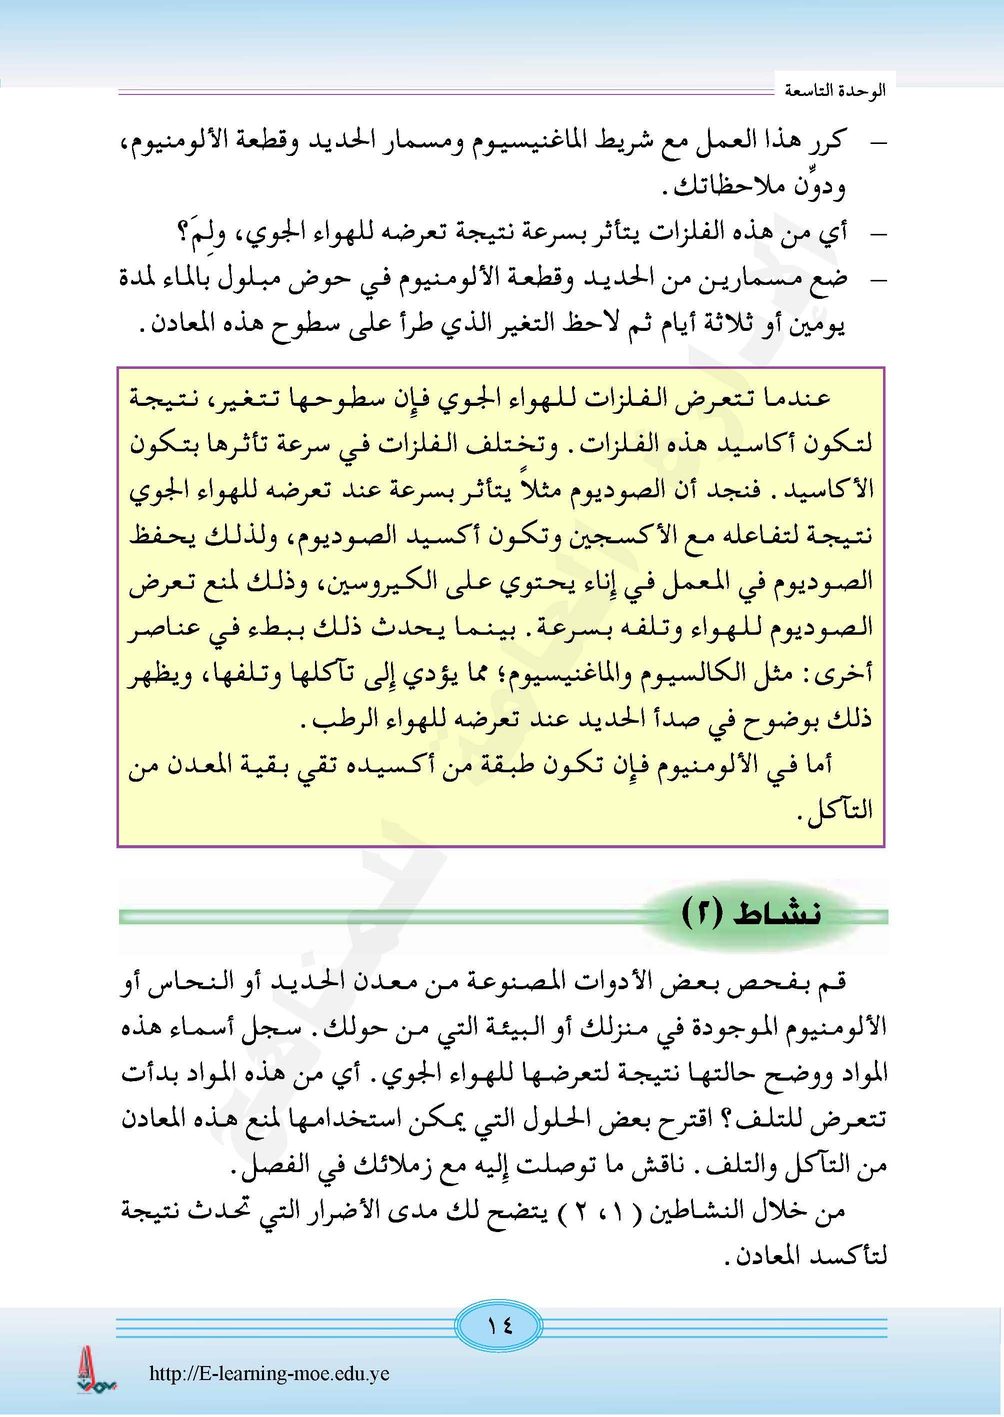 الوحدة التاسعة
– كرر هذا العمل مع شريط الماغنيسيوم ومسمار الحديد وقطعة الألومنيوم،
ودوِّن ملاحظاتك.
– أي من هذه الفلزات يتأثر بسرعة نتيجة تعرضه للهواء الجوي، ولِمَ؟
– ضع مسمارين من الحديد وقطعة الألومنيوم في حوض مبلول بالماء لمدة
يومين أو ثلاثة أيام ثم لاحظ التغير الذي طرأ على سطوح هذه المعادن.
عندما تتعرض الفلزات للهواء الجوي فإن سطوحها تتغير، نتيجة
لتكون أكاسيد هذه الفلزات. وتختلف الفلزات في سرعة تأثرها بتكون
الأكاسيد. فنجد أن الصوديوم مثلاً يتأثر بسرعة عند تعرضه للهواء الجوي
نتيجة لتفاعله مع الأكسجين وتكون أكسيد الصوديوم، ولذلك يحفظ
الصوديوم في المعمل في إناء يحتوي على الكيروسين، وذلك لمنع تعرض
الصوديوم للهواء وتلفه بسرعة. بينما يحدث ذلك ببطء في عناصر
أخرى: مثل الكالسيوم والماغنيسيوم؛ مما يؤدي إلى تآكلها وتلفها، ويظهر
ذلك بوضوح في صدأ الحديد عند تعرضه للهواء الرطب.
أما في الألومنيوم فإن تكون طبقة من أكسيده تقي بقية المعدن من
التآكل.
نشاط (٢)
قم بفحص بعض الأدوات المصنوعة من معدن الحديد أو النحاس أو
الألومنيوم الموجودة في منزلك أو البيئة التي من حولك. سجل أسماء هذه
المواد ووضح حالتها نتيجة لتعرضها للهواء الجوي. أي من هذه المواد بدأت
تتعرض للتلف؟ اقترح بعض الحلول التي يمكن استخدامها لمنع هذه المعادن
من التآكل والتلف. ناقش ما توصلت إليه مع زملائك في الفصل.
من خلال النشاطين (١، ٢) يتضح لك مدى الأضرار التي تحدث نتيجة
لتأكسد المعادن.
١٤
http://E-learning-moe.edu.ye
الإدارة العامة للمناهج